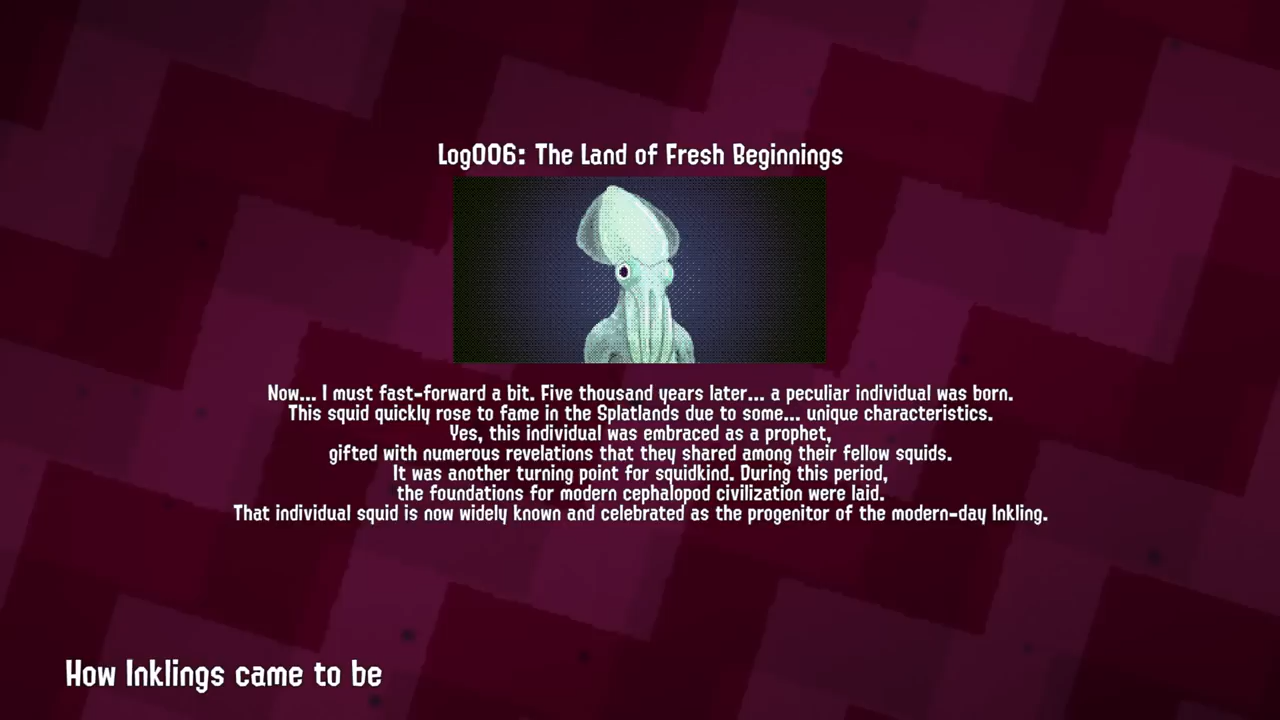 Log006: The Land of Fresh Beginnings
Now... I must fast-forward a bit. Five thousand years later... a peculiar individual was born.
This squid quickly rose to fame in the Splatlands due to some... unique characteristics.
Yes, this individual was embraced as a prophet,
gifted with numerous revelations that they shared among their fellow squids.
It was another turning point for squidkind. During this period,
the foundations for modern cephalopod civilization were laid.
That individual squid is now widely known and celebrated as the progenitor of the modern-day Inkling.
How Inklings came to be